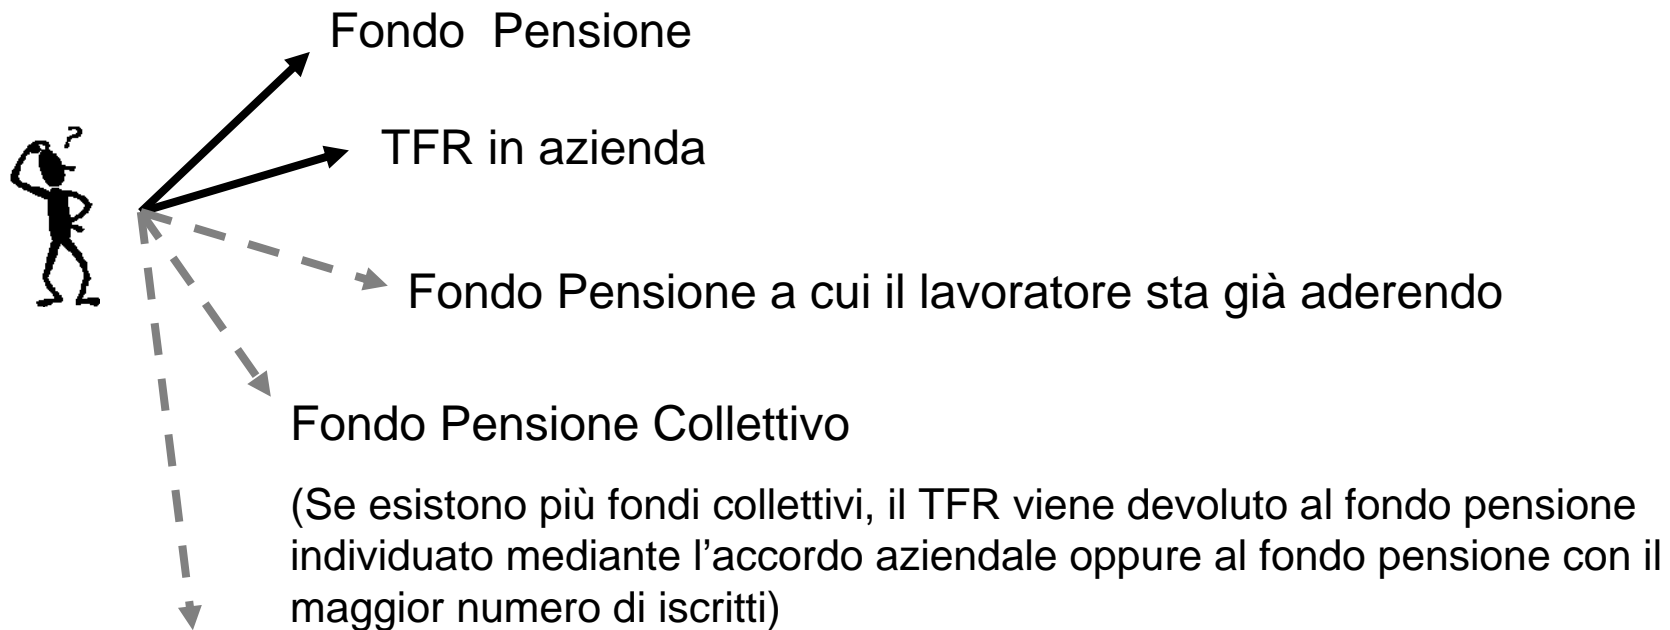 Fondo Pensione
?
TFR in azienda
Fondo Pensione a cui il lavoratore sta già aderendo
Fondo Pensione Collettivo
(Se esistono più fondi collettivi, il TFR viene devoluto al fondo pensione
individuato mediante l’accordo aziendale oppure al fondo pensione con il
maggior numero di iscritti)